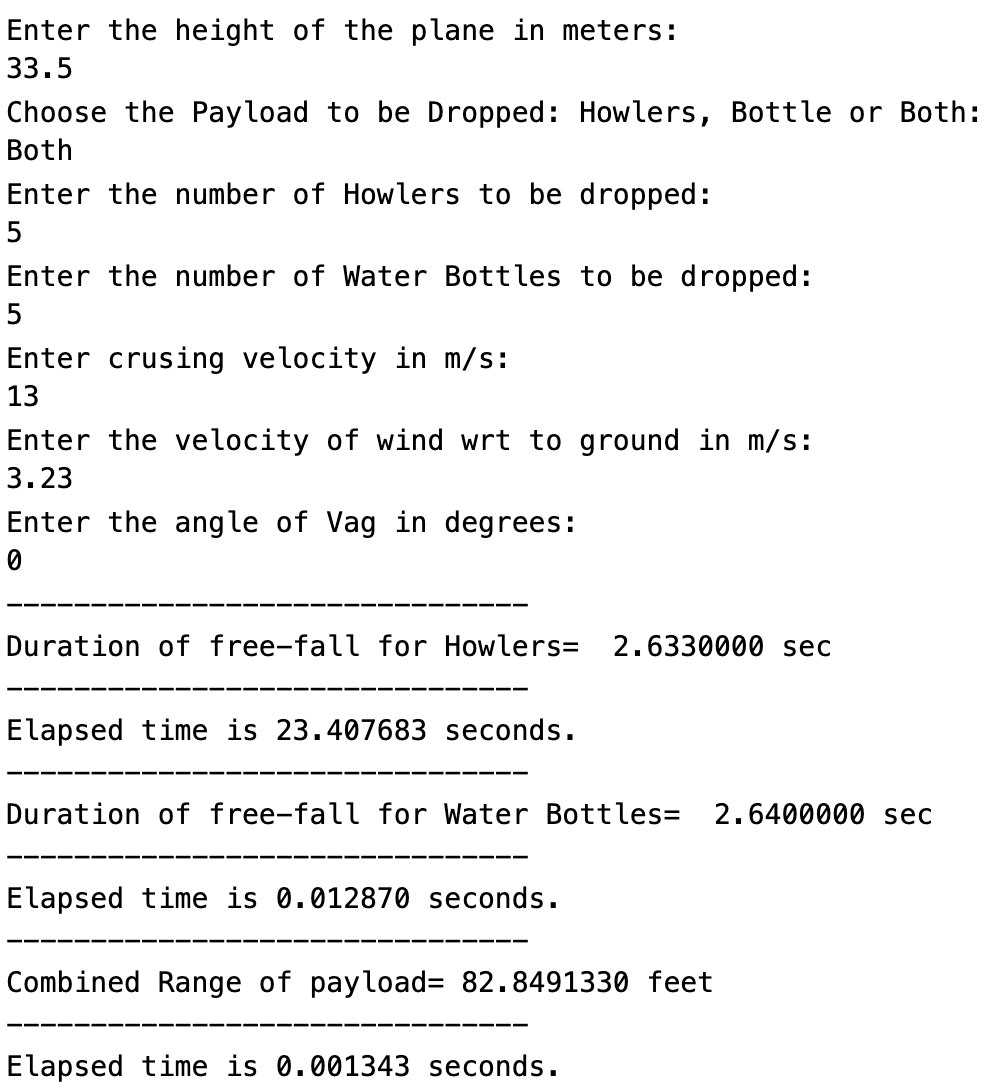 Enter the height of the plane in meters:
33.5
Choose the Payload to be Dropped: Howlers, Bottle or Both:
Both
Enter the number of Howlers to be dropped:
5
Enter the number of Water Bottles to be dropped:
5
Enter crusing velocity in m/s:
13
Enter the velocity of wind wrt to ground in m/s:
3.23
Enter the angle of Vag in degrees:
0
-------------------------------
Duration of free-fall for Howlers=  2.6330000 sec
-------------------------------
Elapsed time is 23.407683 seconds.
-------------------------------
Duration of free-fall for Water Bottles=  2.6400000 sec
-------------------------------
Elapsed time is 0.012870 seconds.
-------------------------------
Combined Range of payload= 82.8491330 feet
-------------------------------
Elapsed time is 0.001343 seconds.